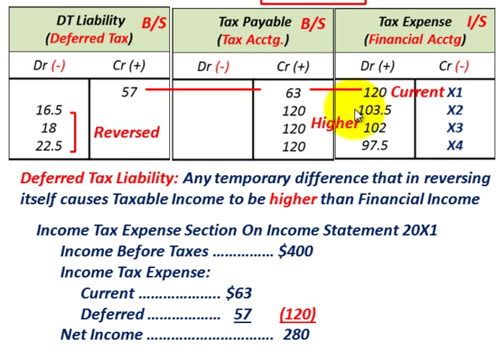 DT Liability B/S Tax Payable B/S Tax Expense I/S
(Deferred Tax) (Tax Acctg.) (Financial Acctg)
Dr (-) Cr (+) Dr (-) Cr (+) Dr (+) Cr (-)
57 63 120 Current X1
16.5 120 103.5 X2
18 Reversed 120 Higher 102 X3
22.5 120 97.5 X4
Deferred Tax Liability: Any temporary difference that in reversing
itself causes Taxable Income to be higher than Financial Income
Income Tax Expense Section On Income Statement 20X1
Income Before Taxes ............... $400
Income Tax Expense:
Current .................... $63
Deferred ................... 57 (120)
Net Income ............................. 280